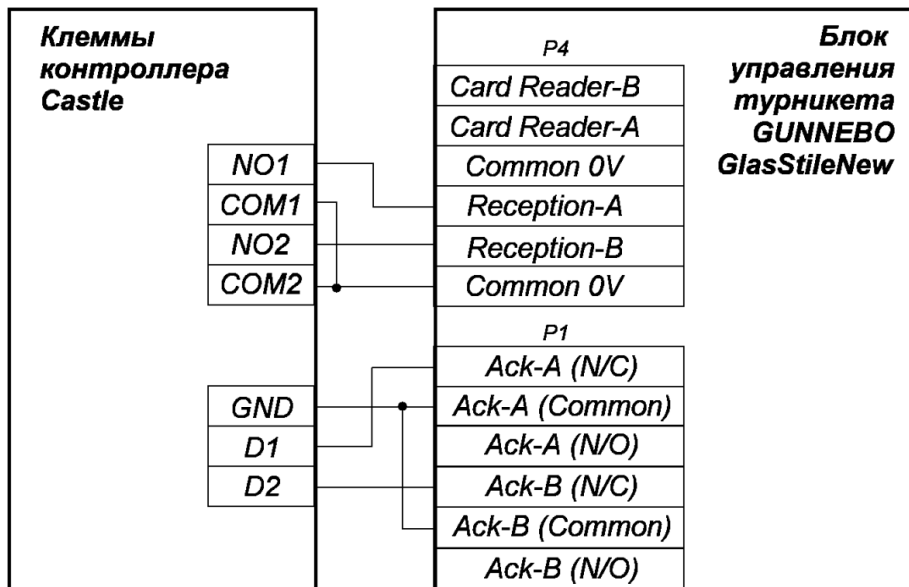 Клеммы
контроллера
Castle
NO1
COM1
NO2
COM2
GND
D1
D2
Блок
управления
турникета
GUNNEBO
GlasStileNew
P4
Card Reader-B
Card Reader-A
Common 0V
Reception-A
Reception-B
Common 0V
P1
Ack-A (N/C)
Ack-A (Common)
Ack-A (N/O)
Ack-B (N/C)
Ack-B (Common)
Ack-B (N/O)